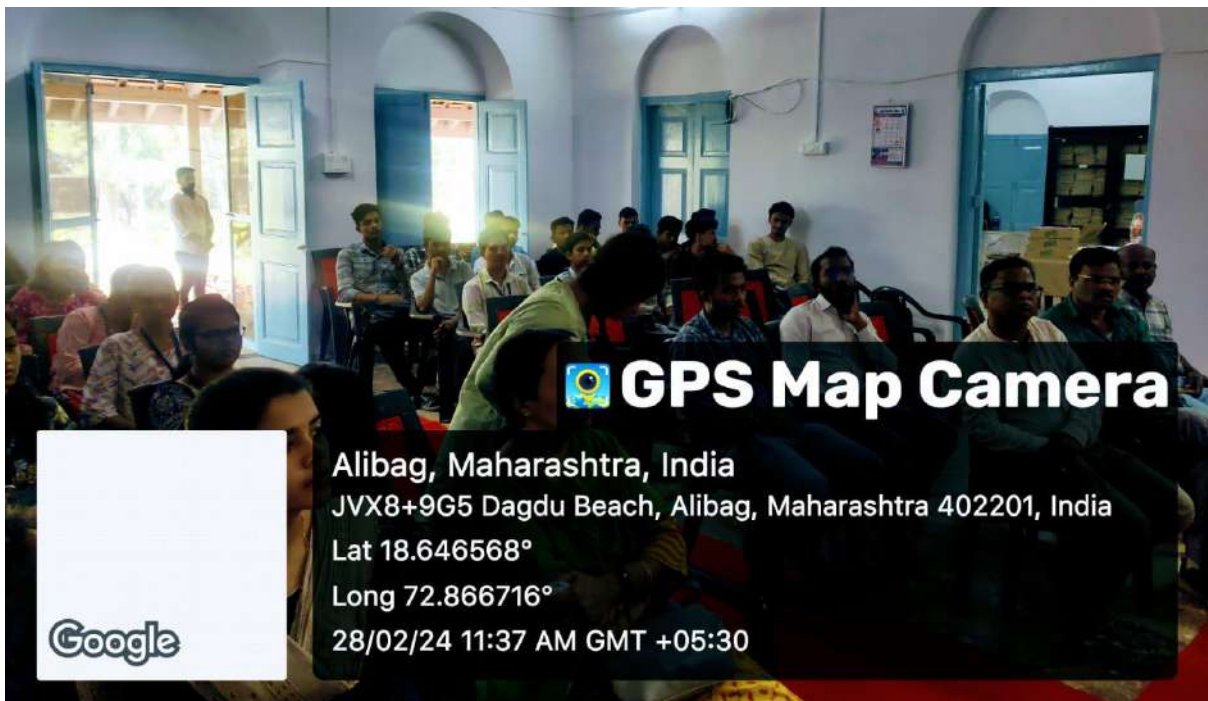 GPS Map Camera
Alibag, Maharashtra, India
JVX8+9G5 Dagdu Beach, Alibag, Maharashtra 402201, India
Lat 18.646568°
Long 72.866716°
28/02/24 11:37 AM GMT +05:30
Google